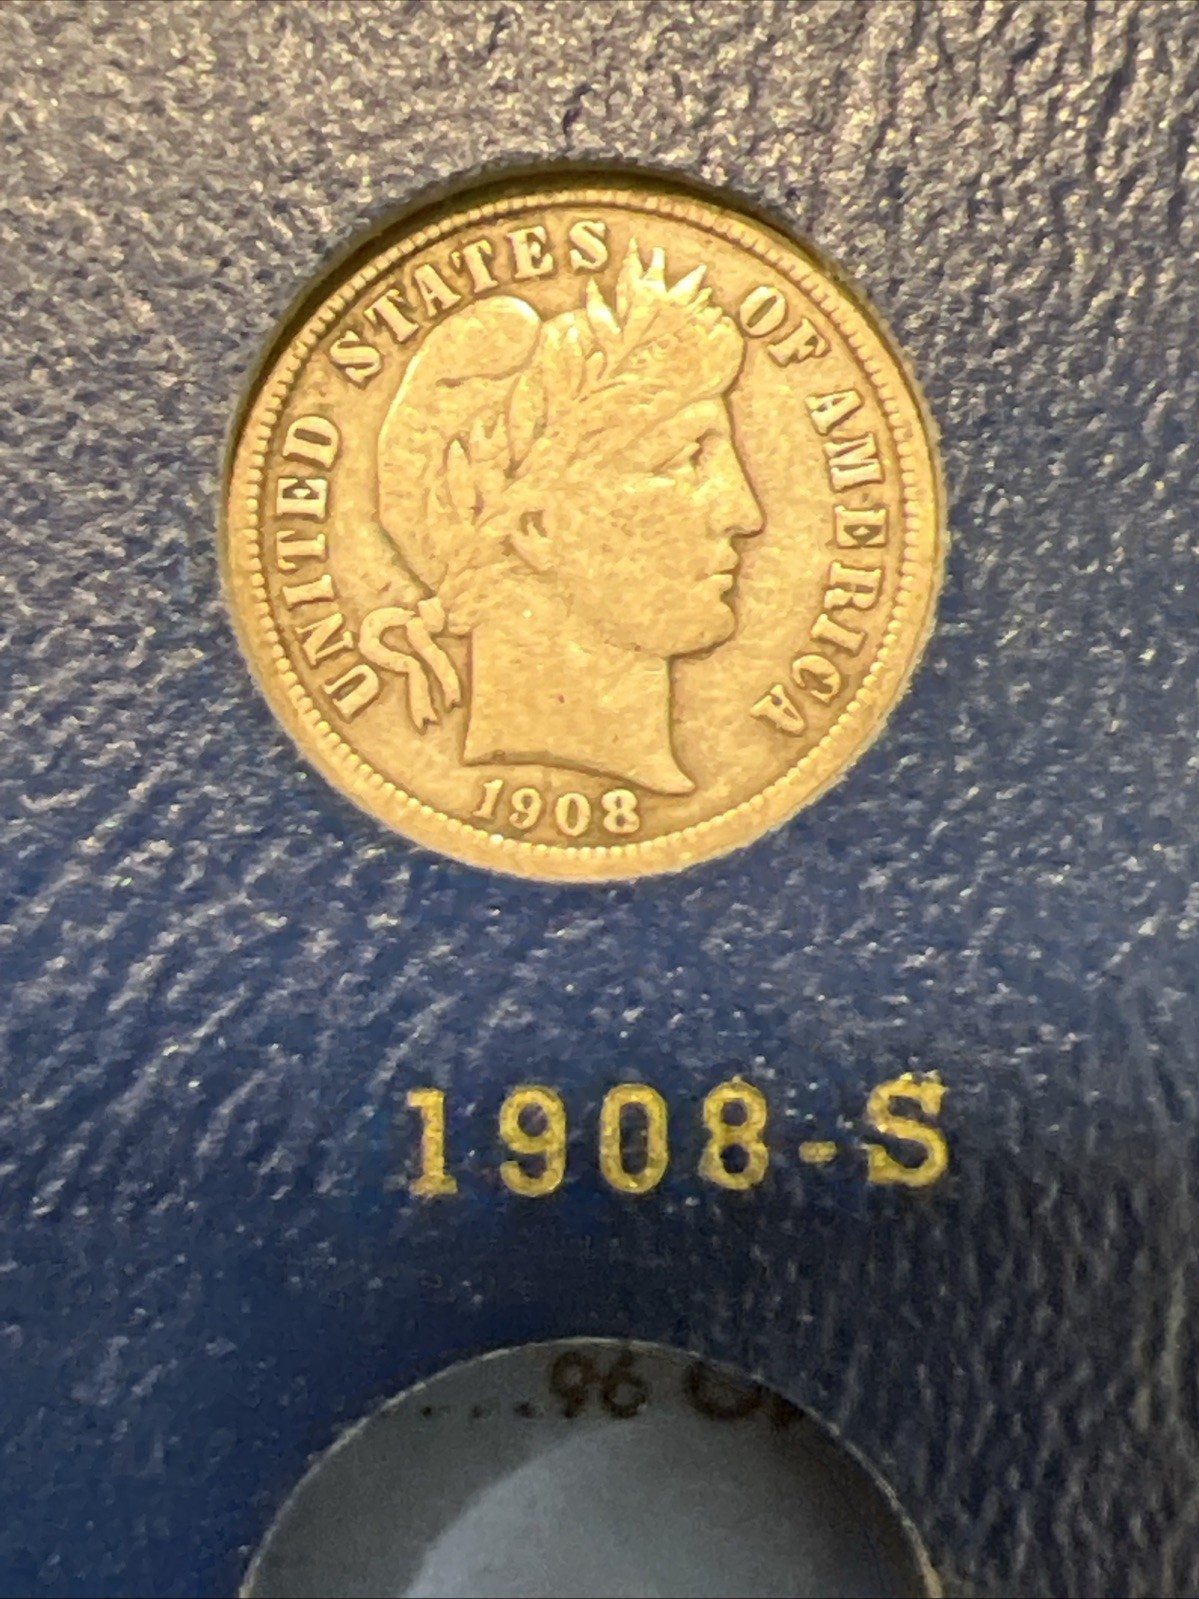 UNITED STATES OF AMERICA
1908
1908-S